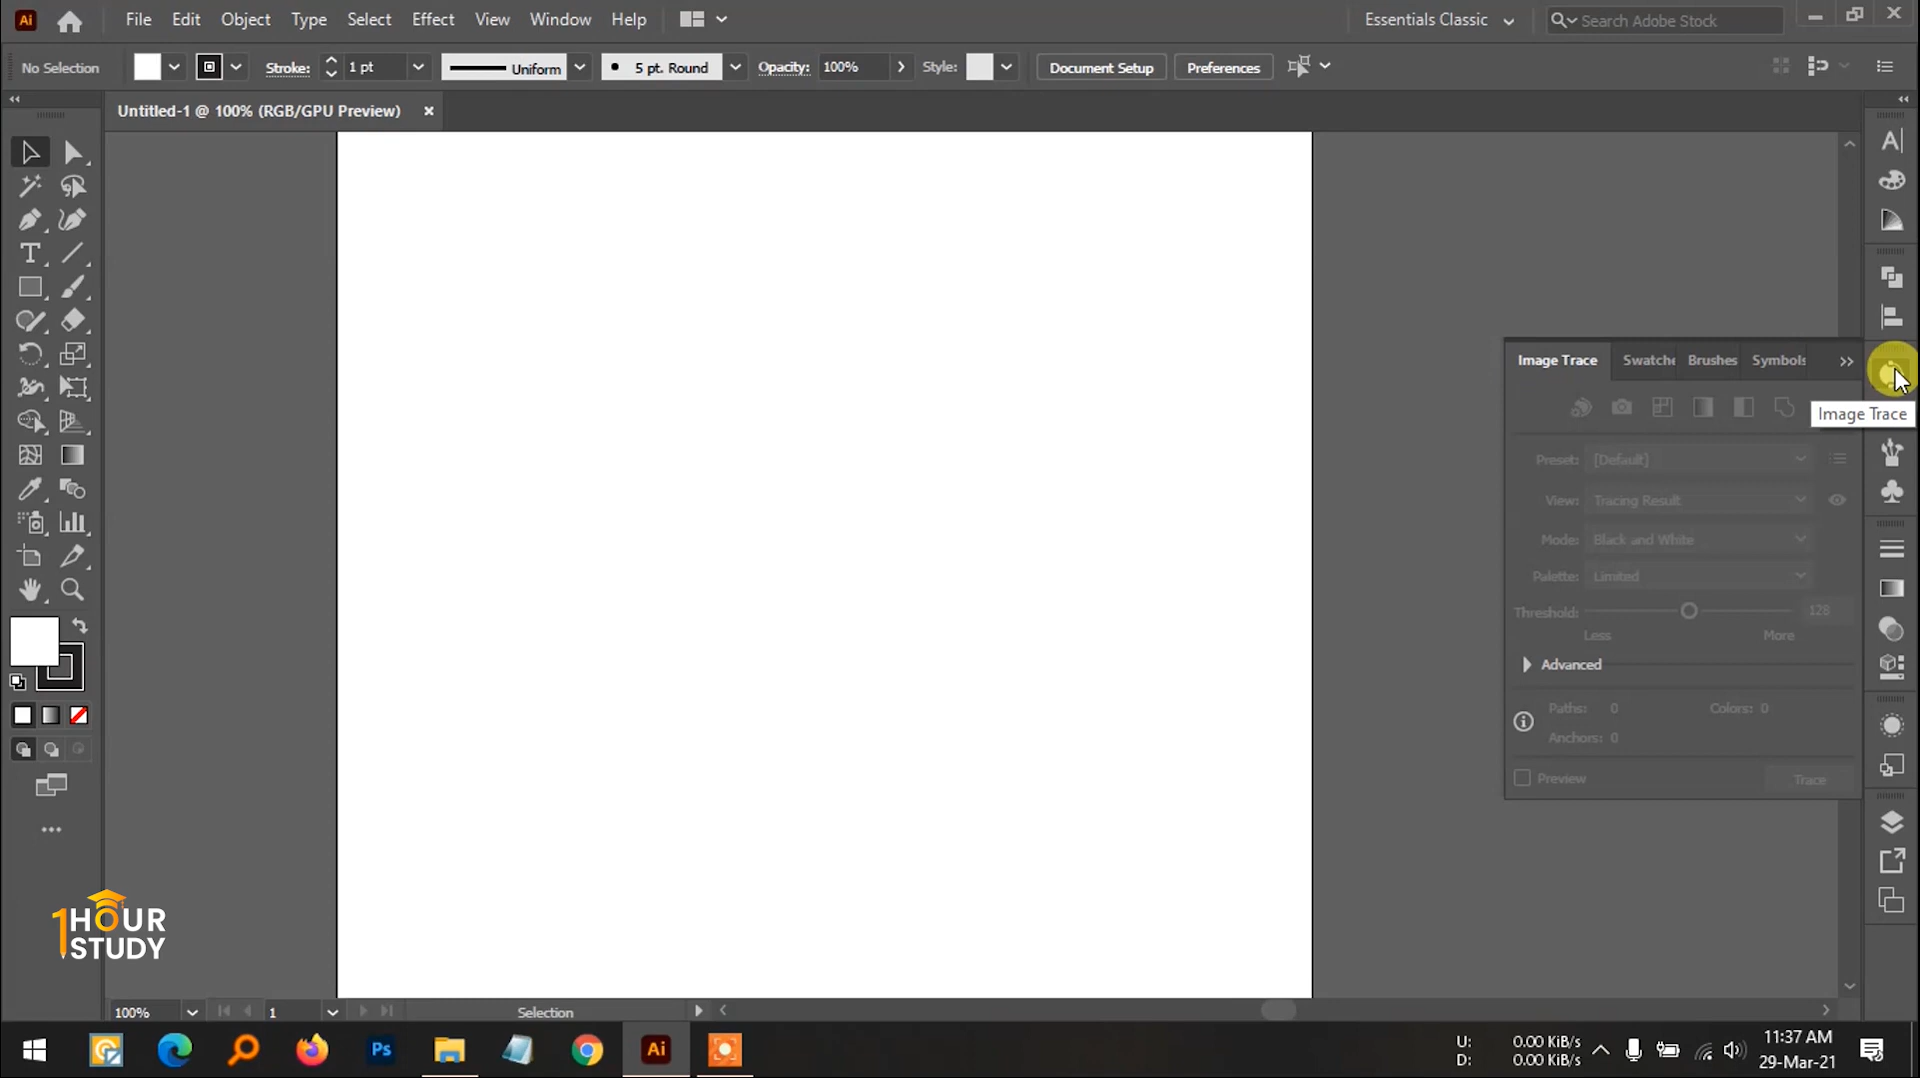 Ai File Edit Object Type Select Effect View Window Help Essentials Classic Search Adobe Stock
No Selection Stroke: 1 pt Uniform 5 pt. Round Opacity: 100% Style: Document Setup Preferences
Untitled-1 @ 100% (RGB/GPU Preview)
A
T
Image Trace Swatche Brushes Symbols
Image Trace
Preset: [Default]
View: Tracing Result
Mode: Black and White
Palette: Limited
Threshold: 128
Less More
Advanced
Paths: 0 Colors: 0
Anchors: 0
Preview Trace
1HOUR
STUDY
100% 1 Selection
Ps Ai
U: 0.00 KiB/s
D: 0.00 KiB/s
11:37 AM
29-Mar-21